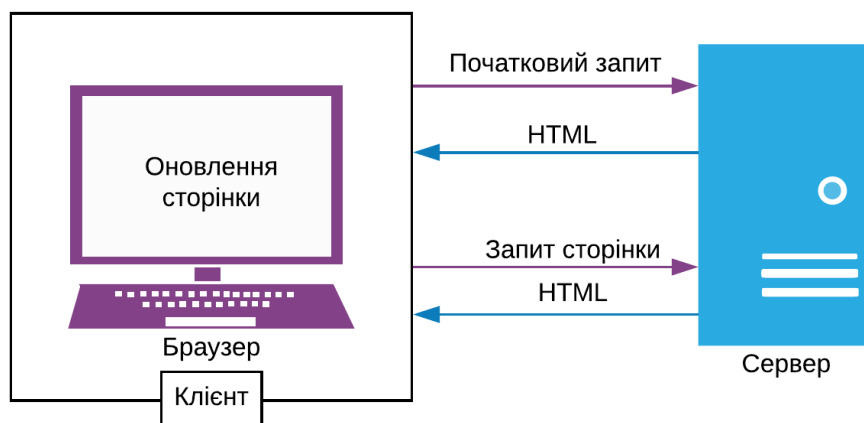 Початковий запит
HTML
Оновлення
сторінки
Запит сторінки
HTML
Браузер
Сервер
Клієнт